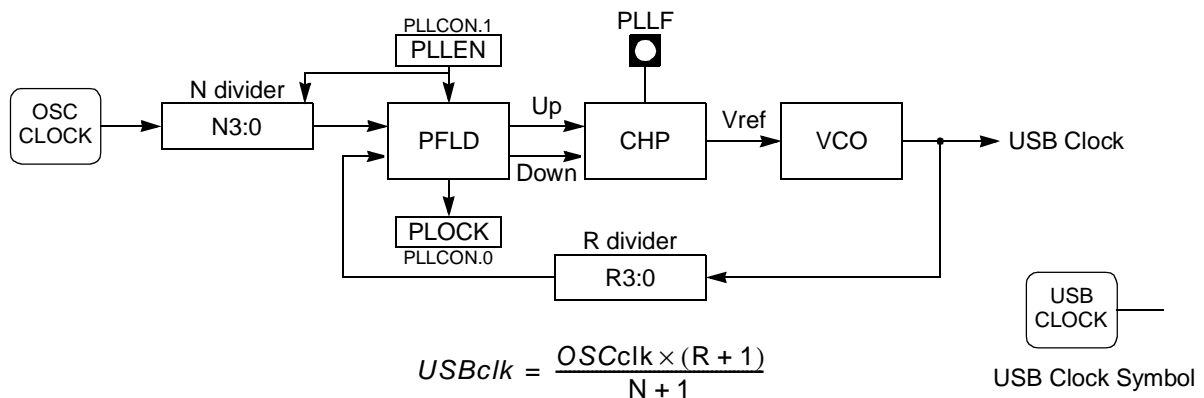 PLLCON.1
PLLEN
PLLF
OSC
CLOCK
N divider
N3:0
PFLD
Up
Down
CHP
Vref
VCO
USB Clock
PLOCK
PLLCON.0
R divider
R3:0
USB
CLOCK
USB Clock Symbol
USBclk = OSCclk × (R + 1)
N + 1